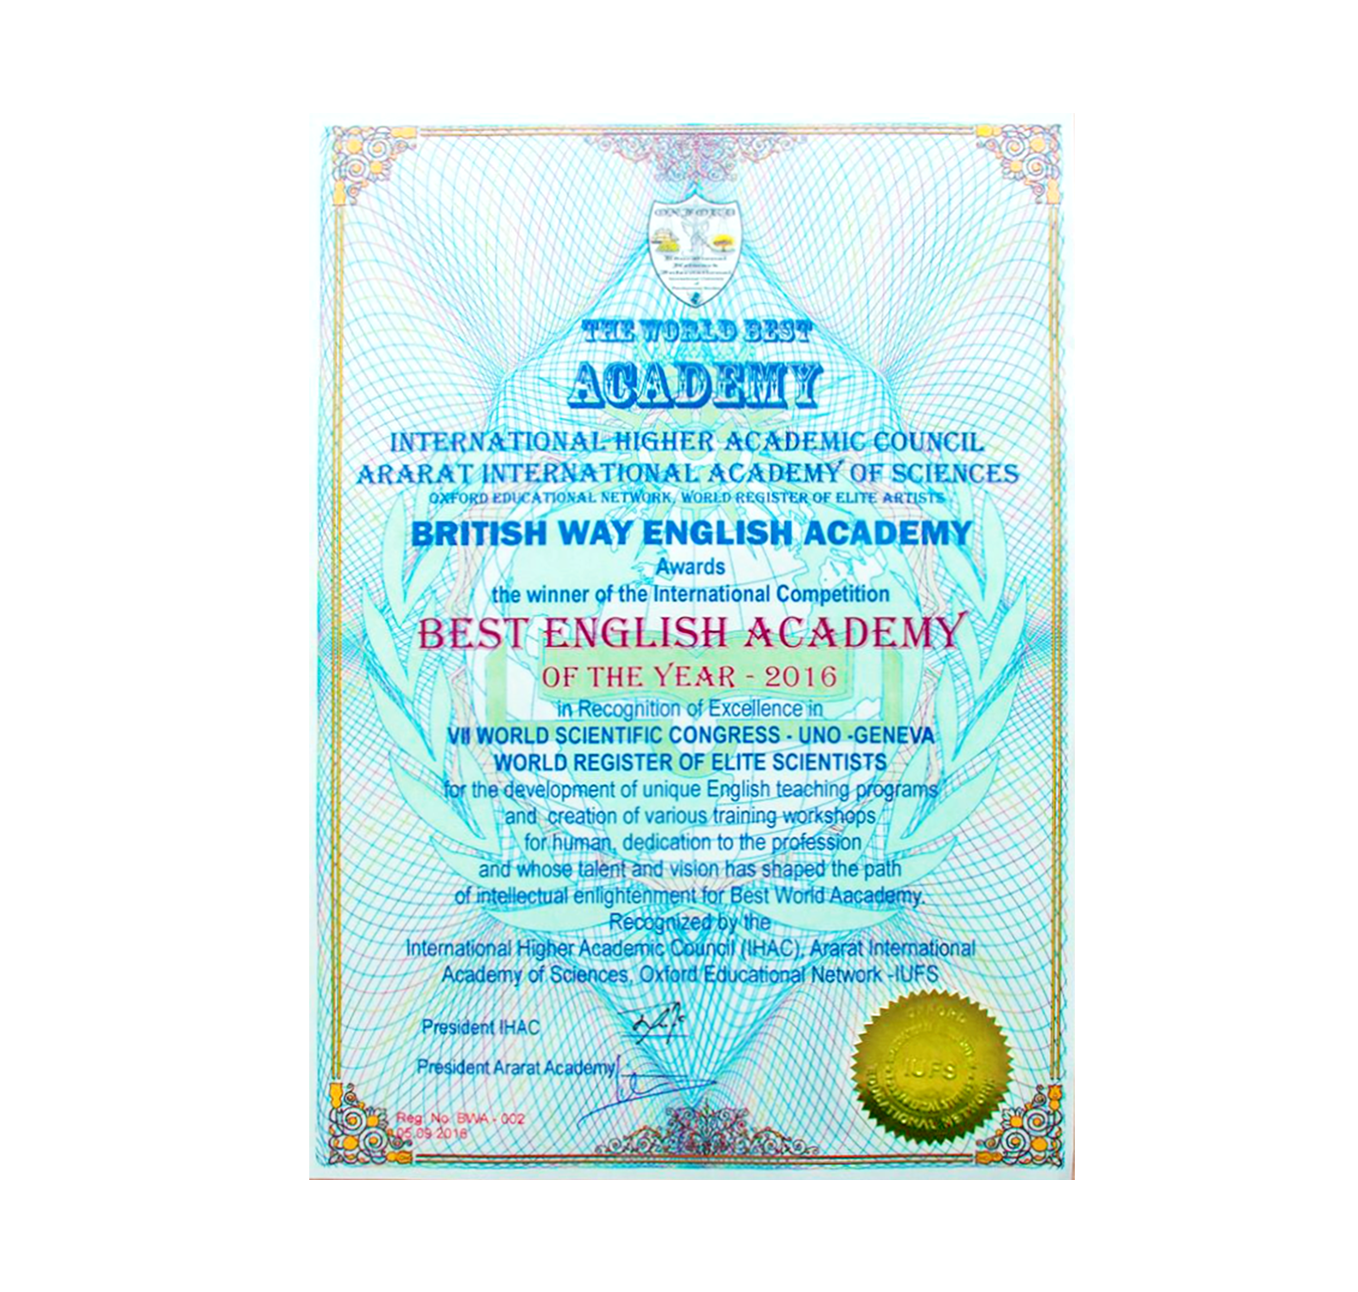 OXFORD
Educational
Network
International
THE WORLD BEST
ACADEMY
INTERNATIONAL HIGHER ACADEMIC COUNCIL
ARARAT INTERNATIONAL ACADEMY OF SCIENCES
OXFORD EDUCATIONAL NETWORK, WORLD REGISTER OF ELITE ARTISTS
BRITISH WAY ENGLISH ACADEMY
Awards
the winner of the International Competition
BEST ENGLISH ACADEMY
OF THE YEAR - 2016
in Recognition of Excellence in
VII WORLD SCIENTIFIC CONGRESS - UNO -GENEVA
WORLD REGISTER OF ELITE SCIENTISTS
for the development of unique English teaching programs
and creation of various training workshops
for human, dedication to the profession
and whose talent and vision has shaped the path
of intellectual enlightenment for Best World Aacademy.
Recognized by the
International Higher Academic Council (IHAC), Ararat International
Academy of Sciences, Oxford Educational Network -IUFS
President IHAC
President Ararat Academy
Reg. No. BWA - 002
05.09.2016
IUFS